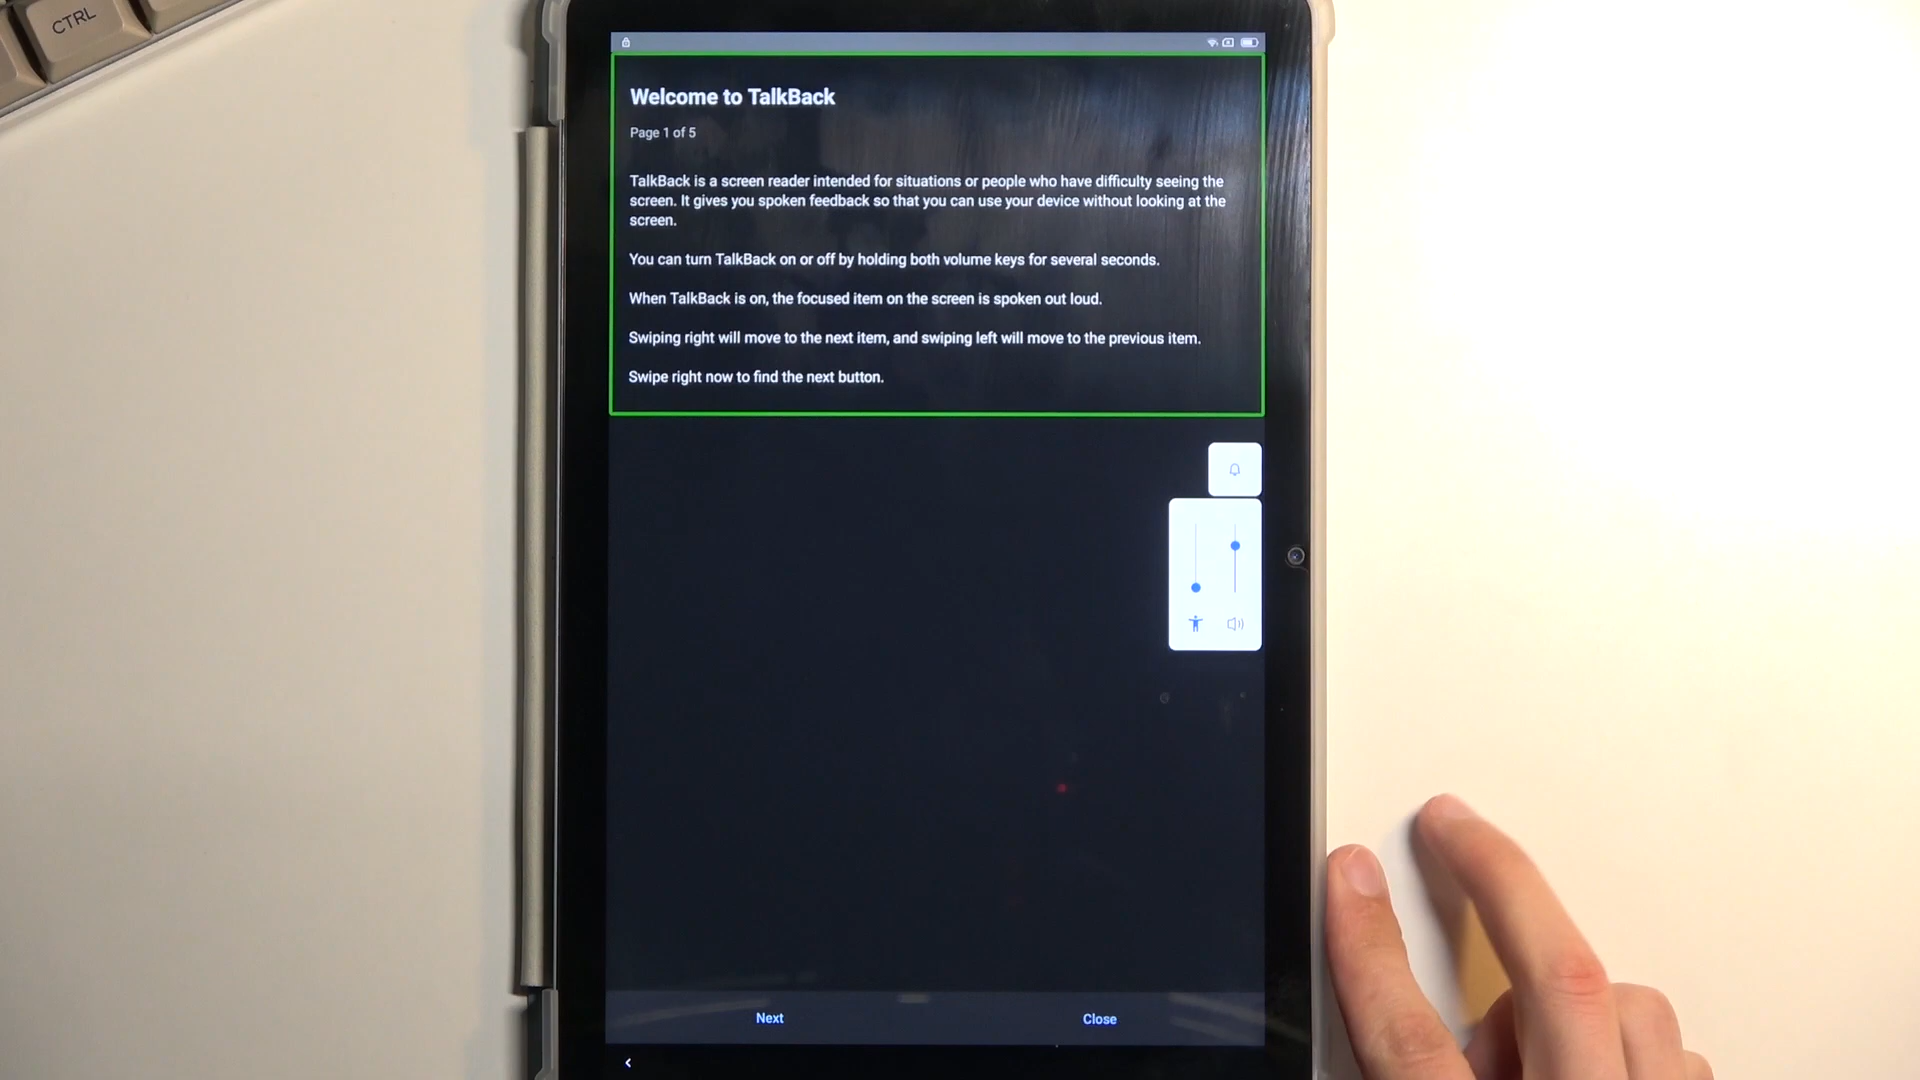 CTRL
Welcome to TalkBack
Page 1 of 5
TalkBack is a screen reader intended for situations or people who have difficulty seeing the
screen. It gives you spoken feedback so that you can use your device without looking at the
screen.
You can turn TalkBack on or off by holding both volume keys for several seconds.
When TalkBack is on, the focused item on the screen is spoken out loud.
Swiping right will move to the next item, and swiping left will move to the previous item.
Swipe right now to find the next button.
Next
Close